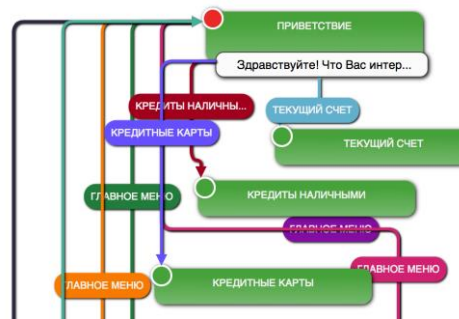 ПРИВЕТСТВИЕ
Здравствуйте! Что Вас интер...
КРЕДИТЫ НАЛИЧНЫ...
ТЕКУЩИЙ СЧЕТ
КРЕДИТНЫЕ КАРТЫ
ТЕКУЩИЙ СЧЕТ
ГЛАВНОЕ МЕНЮ
КРЕДИТЫ НАЛИЧНЫМИ
ГЛАВНОЕ МЕНЮ
ГЛАВНОЕ МЕНЮ
ГЛАВНОЕ МЕНЮ
КРЕДИТНЫЕ КАРТЫ